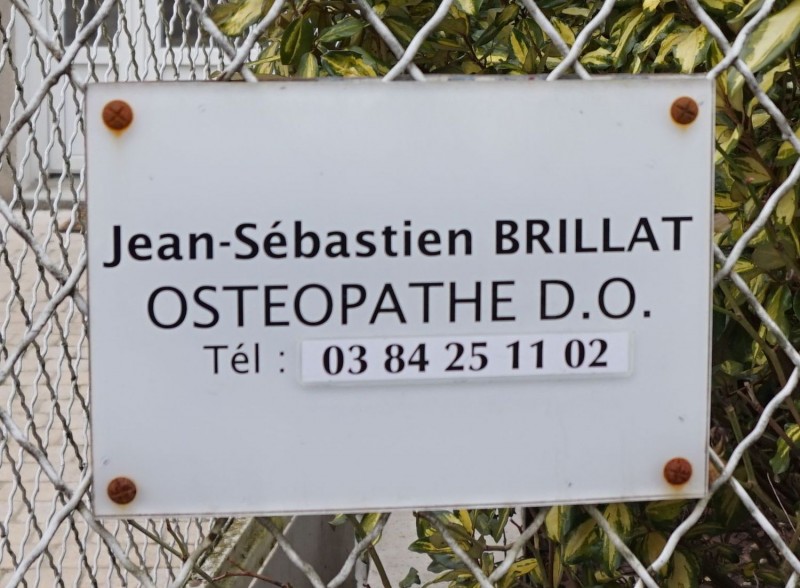 Jean-Sébastien BRILLAT
OSTEOPATHE D.O.
Tél : 03 84 25 11 02